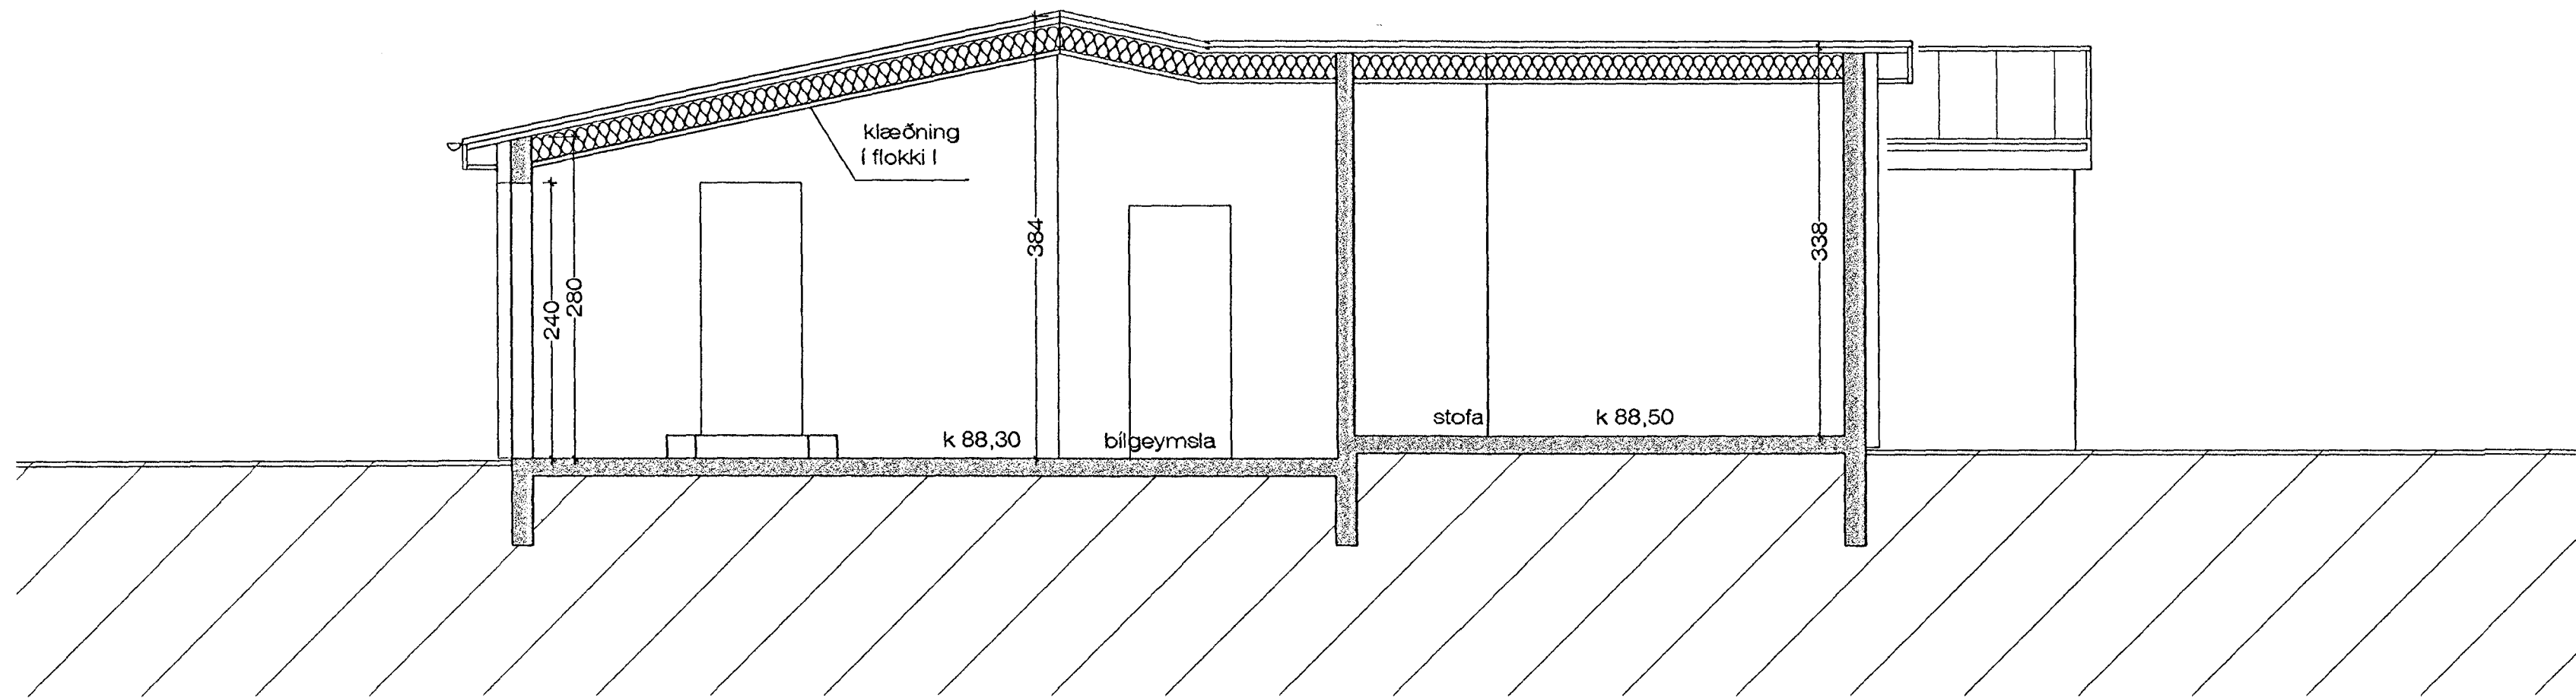 klæðning
í flokki I
384
338
240
280
stofa
k 88,50
k 88,30
bílgeymsla